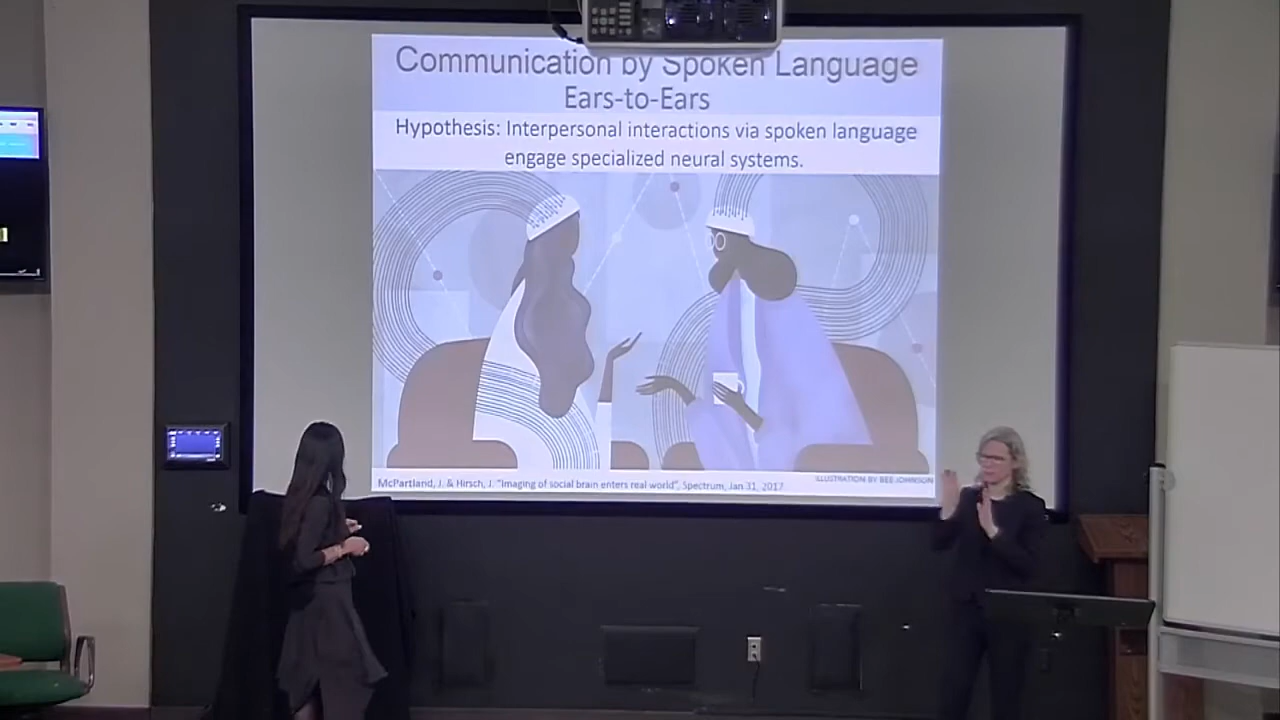 Communication by Spoken Language
Ears-to-Ears
Hypothesis: Interpersonal interactions via spoken language
engage specialized neural systems.
McPartland, J. & Hirsch, J. "Imaging of social brain enters real world", Spectrum, Jan 31, 2017
ILLUSTRATION BY BEE JOHNSON